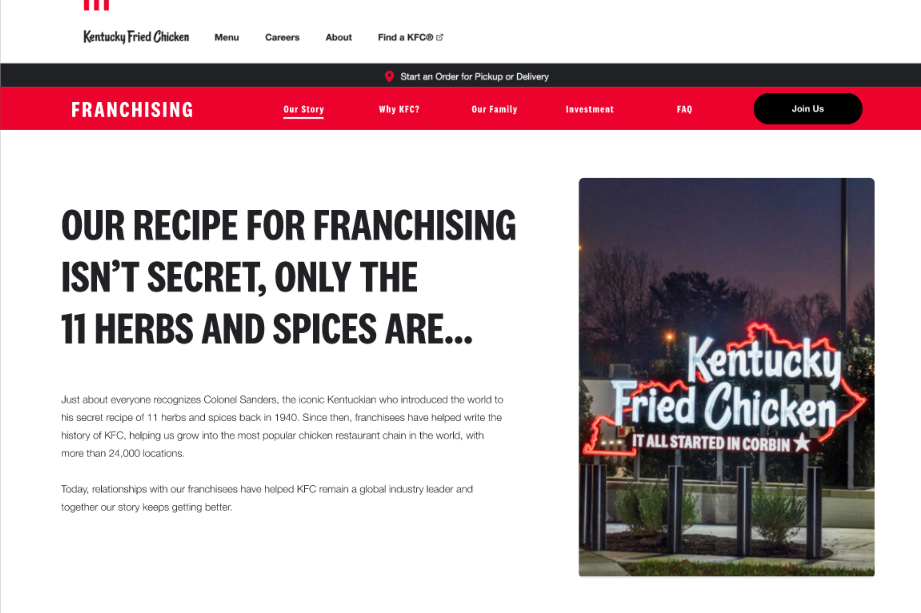 Kentucky Fried Chicken Menu Careers About Find a KFC®
Start an Order for Pickup or Delivery
FRANCHISING Our Story Why KFC? Our Family Investment FAQ Join Us
OUR RECIPE FOR FRANCHISING
ISN’T SECRET, ONLY THE
11 HERBS AND SPICES ARE...
Just about everyone recognizes Colonel Sanders, the iconic Kentuckian who introduced the world to
his secret recipe of 11 herbs and spices back in 1940. Since then, franchisees have helped write the
history of KFC, helping us grow into the most popular chicken restaurant chain in the world, with
more than 24,000 locations.
Today, relationships with our franchisees have helped KFC remain a global industry leader and
together our story keeps getting better.
Kentucky
Fried Chicken
IT ALL STARTED IN CORBIN